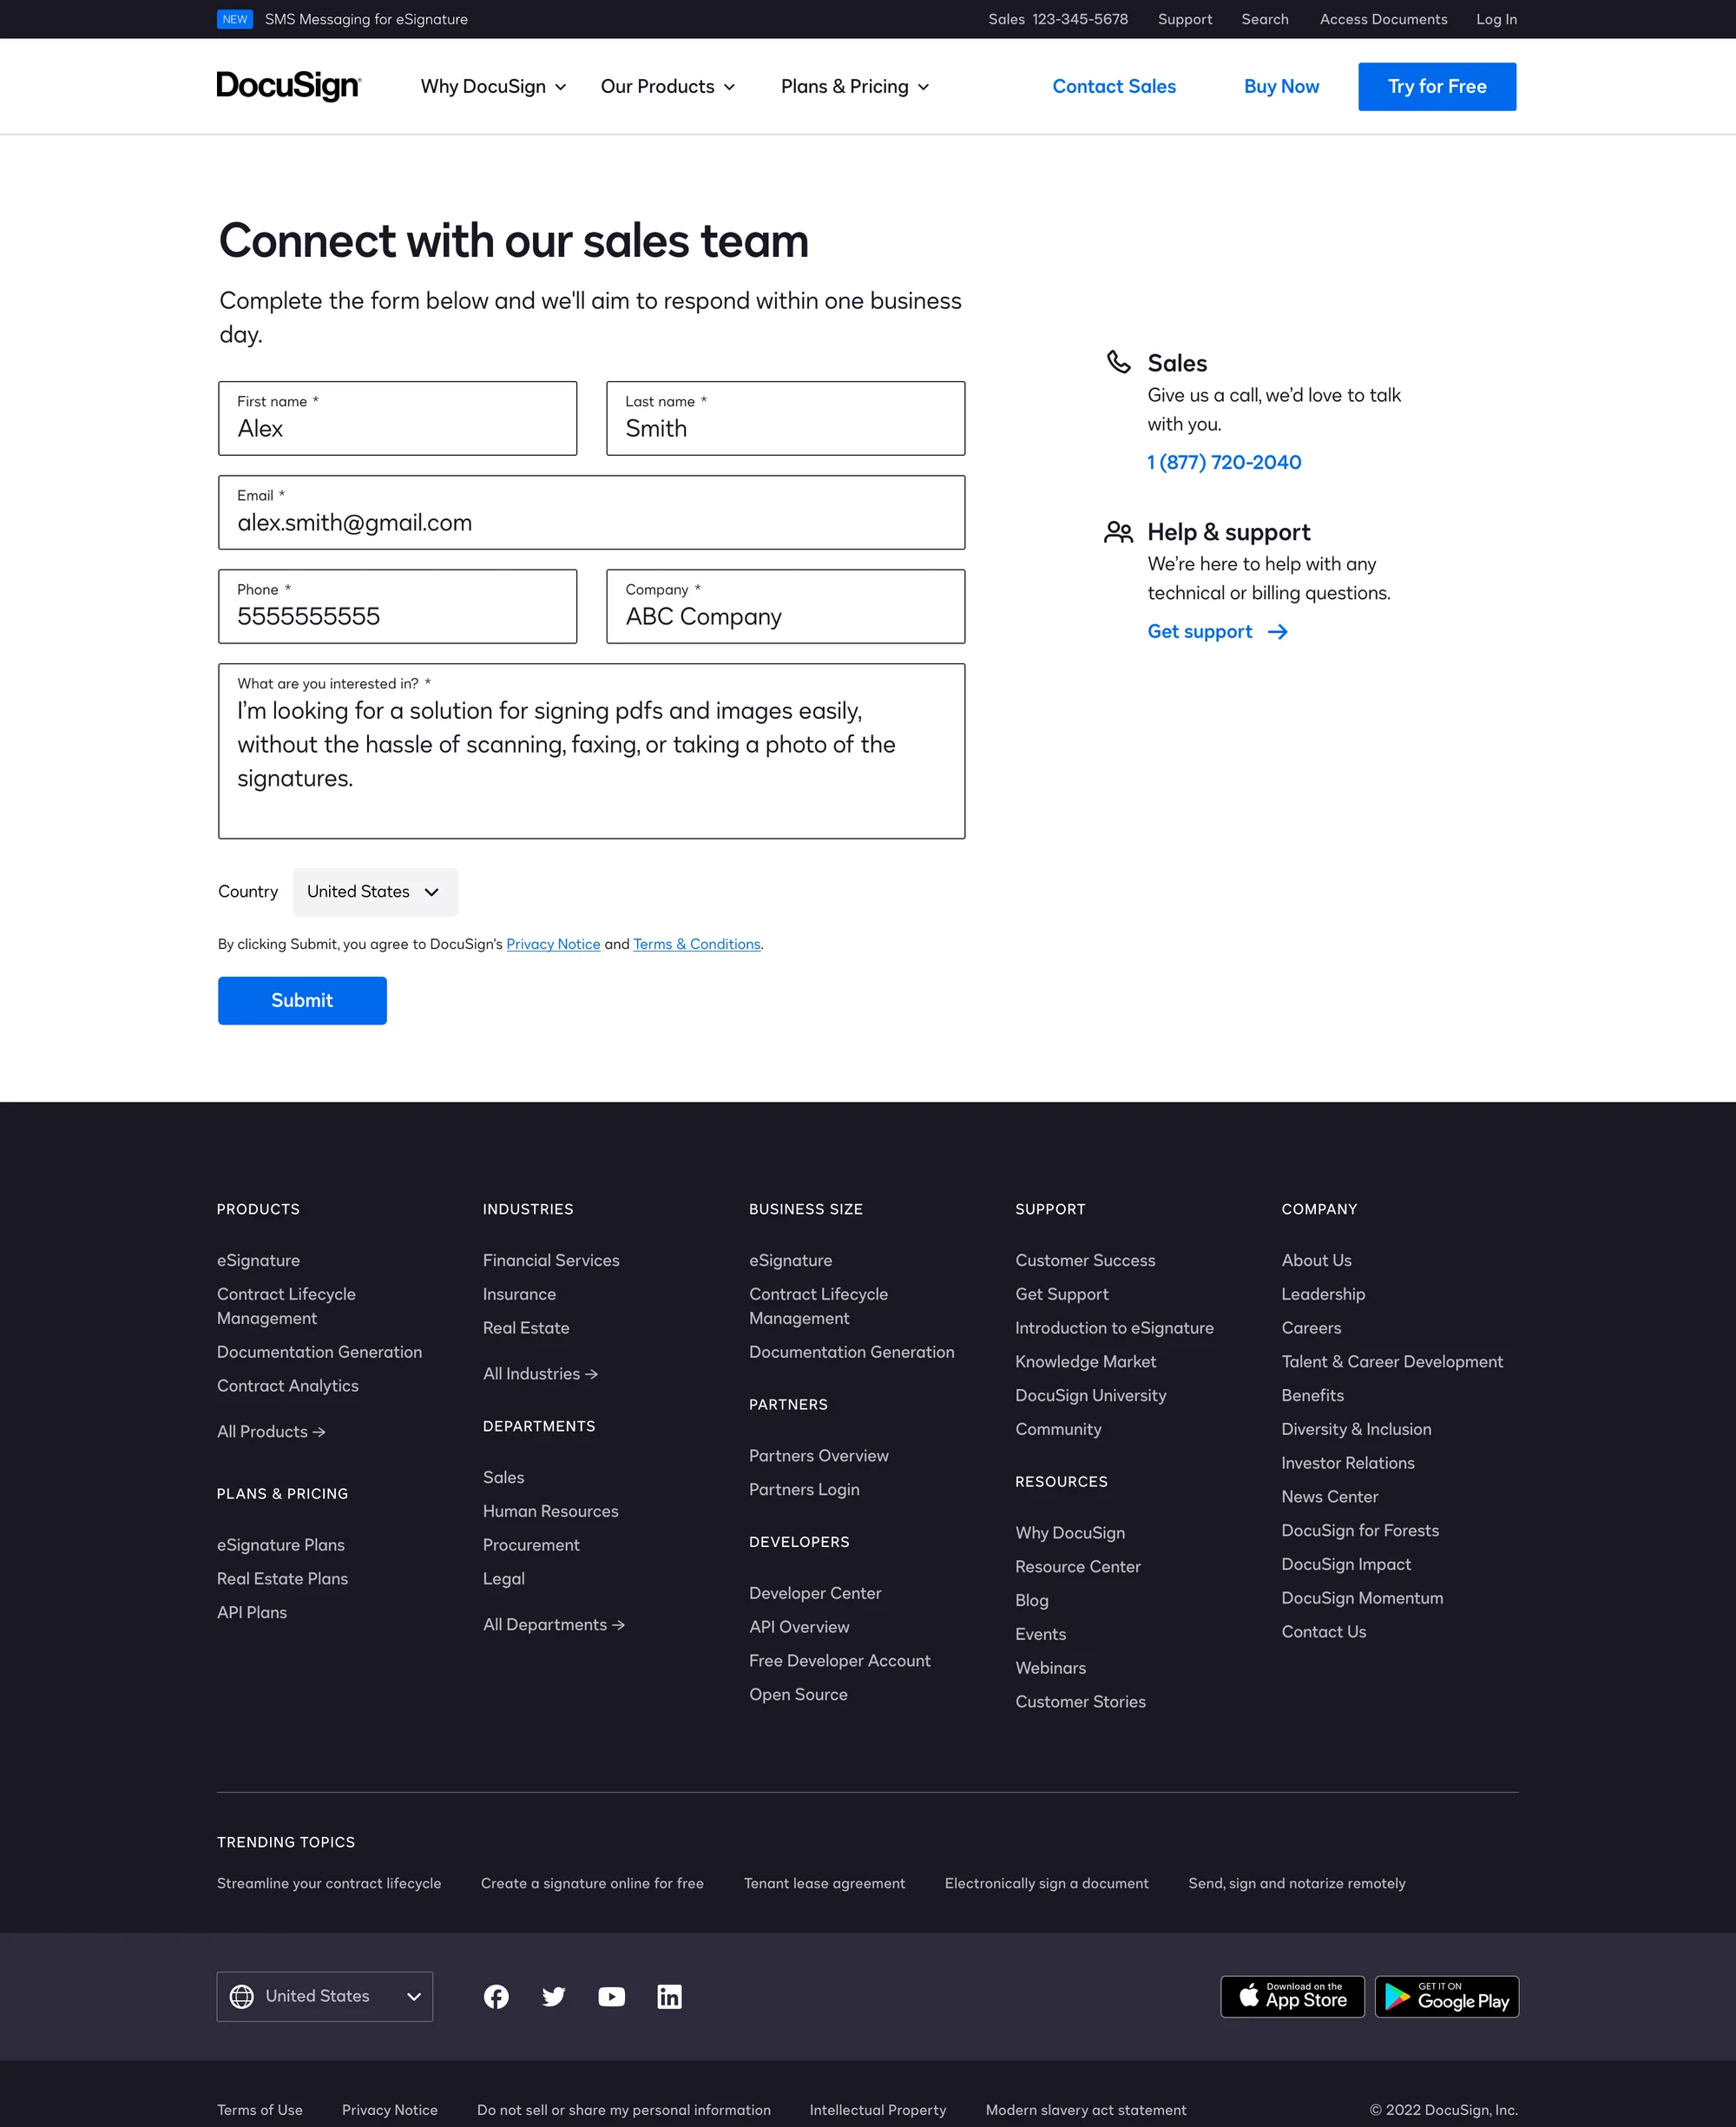 NEW SMS Messaging for eSignature
Sales 123-345-5678 Support Search Access Documents Log In
DocuSign Why DocuSign Our Products Plans & Pricing Contact Sales Buy Now Try for Free
Connect with our sales team
Complete the form below and we'll aim to respond within one business
day.
First name *
Alex
Last name *
Smith
Email *
alex.smith@gmail.com
Phone *
5555555555
Company *
ABC Company
What are you interested in? *
I'm looking for a solution for signing pdfs and images easily,
without the hassle of scanning, faxing, or taking a photo of the
signatures.
Country United States
By clicking Submit, you agree to DocuSign's Privacy Notice and Terms & Conditions.
Submit
Sales
Give us a call, we'd love to talk
with you.
1 (877) 720-2040
Help & support
We're here to help with any
technical or billing questions.
Get support →
PRODUCTS
eSignature
Contract Lifecycle
Management
Documentation Generation
Contract Analytics
All Products →
PLANS & PRICING
eSignature Plans
Real Estate Plans
API Plans
INDUSTRIES
Financial Services
Insurance
Real Estate
All Industries →
DEPARTMENTS
Sales
Human Resources
Procurement
Legal
All Departments →
BUSINESS SIZE
eSignature
Contract Lifecycle
Management
Documentation Generation
PARTNERS
Partners Overview
Partners Login
DEVELOPERS
Developer Center
API Overview
Free Developer Account
Open Source
SUPPORT
Customer Success
Get Support
Introduction to eSignature
Knowledge Market
DocuSign University
Community
RESOURCES
Why DocuSign
Resource Center
Blog
Events
Webinars
Customer Stories
COMPANY
About Us
Leadership
Careers
Talent & Career Development
Benefits
Diversity & Inclusion
Investor Relations
News Center
DocuSign for Forests
DocuSign Impact
DocuSign Momentum
Contact Us
TRENDING TOPICS
Streamline your contract lifecycle Create a signature online for free Tenant lease agreement Electronically sign a document Send, sign and notarize remotely
United States
Download on the
App Store
GET IT ON
Google Play
Terms of Use Privacy Notice Do not sell or share my personal information Intellectual Property Modern slavery act statement © 2022 DocuSign, Inc.